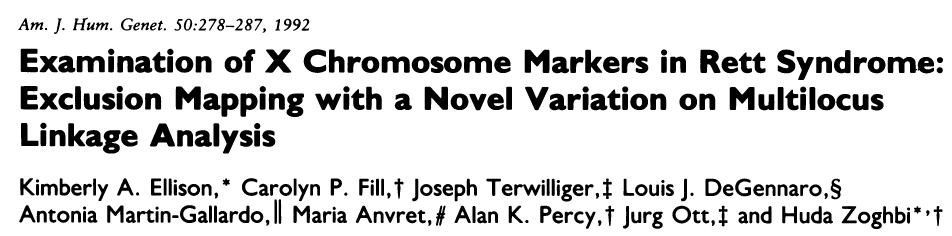 Am. J. Hum. Genet. 50:278–287, 1992
Examination of X Chromosome Markers in Rett Syndrome:
Exclusion Mapping with a Novel Variation on Multilocus
Linkage Analysis
Kimberly A. Ellison,* Carolyn P. Fill,† Joseph Terwilliger,‡ Louis J. DeGennaro,§
Antonia Martin-Gallardo,‖ Maria Anvret,# Alan K. Percy,† Jurg Ott,‡ and Huda Zoghbi*,†